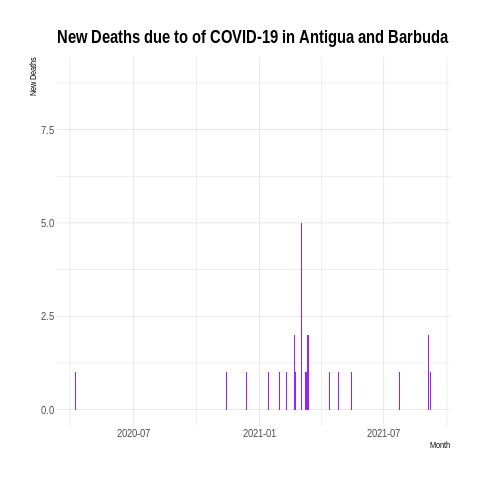 New Deaths due to of COVID-19 in Antigua and Barbuda
New Deaths
7.5
5.0
2.5
0.0
2020-07 2021-01 2021-07
Month